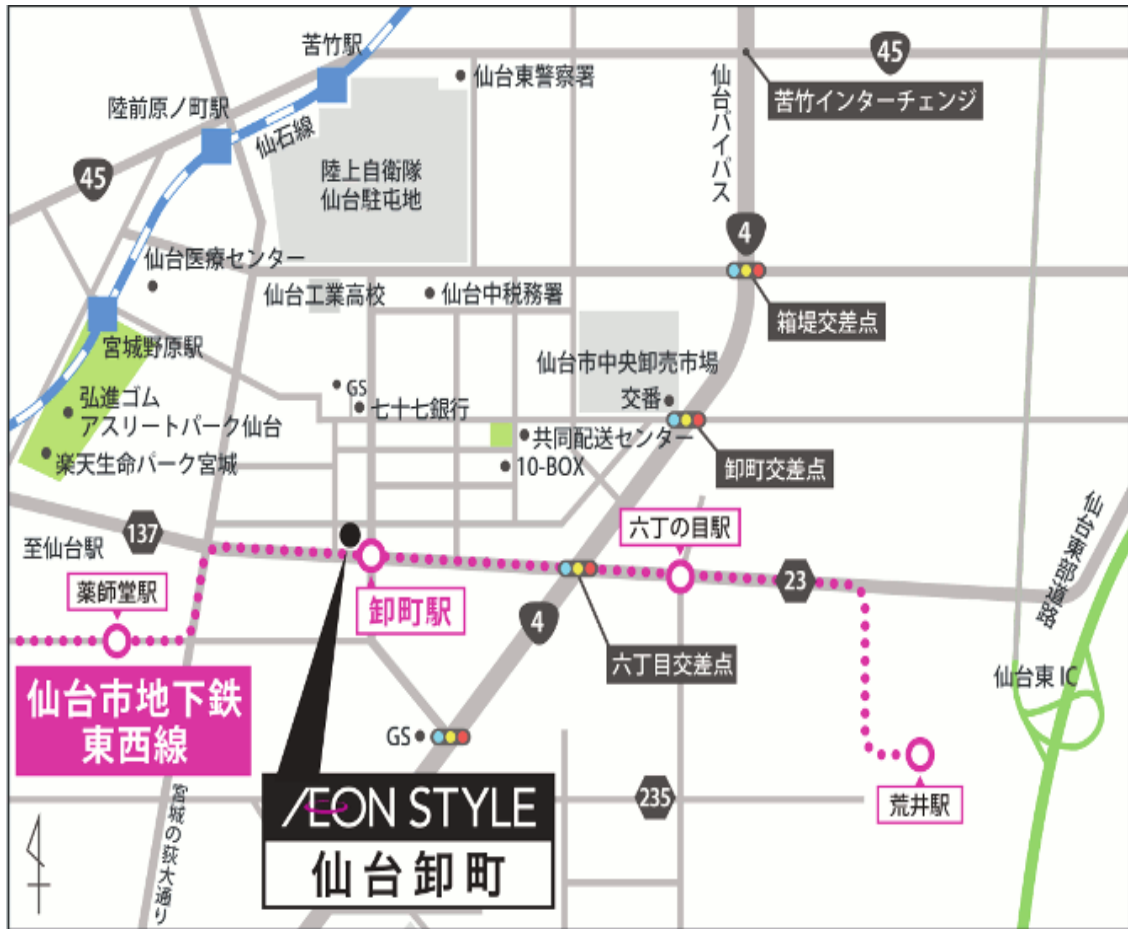 苦竹駅
45
仙台東警察署
仙台バイパス
苦竹インターチェンジ
陸前原ノ町駅
仙石線
陸上自衛隊
仙台駐屯地
45
4
仙台医療センター
仙台工業高校
仙台中税務署
箱堤交差点
宮城野原駅
仙台市中央卸売市場
交番
GS
七十七銀行
弘進ゴム
アスリートパーク仙台
共同配送センター
10-BOX
楽天生命パーク宮城
卸町交差点
137
六丁の目駅
仙台東部道路
至仙台駅
薬師堂駅
卸町駅
23
4
六丁目交差点
仙台市地下鉄
東西線
仙台東IC
GS
ÆON STYLE
仙台卸町
235
荒井駅
宮城の萩大通り